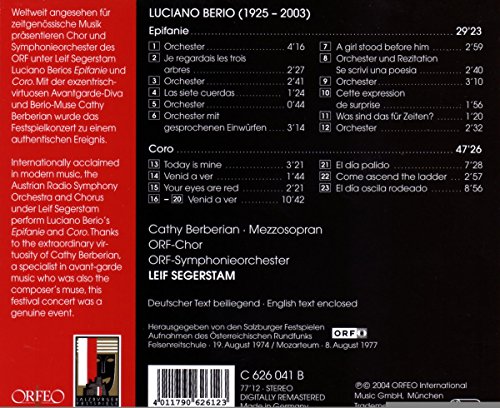 Weltweit angesehen für
zeitgenössische Musik
präsentieren Chor und
Symphonieorchester des
ORF unter Leif Segerstam
Luciano Berios Epifanie und
Coro. Mit der exzentrisch-
virtuosen Avantgarde-Diva
und Berio-Muse Cathy
Berberian wurde das
Festspielkonzert zu einem
authentischen Ereignis.
Internationally acclaimed
in modern music, the
Austrian Radio Symphony
Orchestra and Chorus
under Leif Segerstam
perform Luciano Berio's
Epifanie and Coro. Thanks
to the extraordinary vir-
tuosity of Cathy Berberian,
a specialist in avant-garde
music who was also the
composer's muse, this
festival concert was a
genuine event.
ORFEO
SALZBURGER
FESTSPIELE
LUCIANO BERIO (1925 – 2003)
Epifanie 29'23
1 Orchester 4'16
2 Je regardais les trois
arbres 2'27
3 Orchester 2'41
4 Las siete cuerdas 1'24
5 Orchester 0'44
6 Orchester mit
gesprochenen Einwürfen 3'14
7 A girl stood before him 2'59
8 Orchester und Rezitation
Se scrivi una poesia 2'40
9 Orchester 3'10
10 Cette expression
de surprise 1'56
11 Was sind das für Zeiten? 1'20
12 Orchester 2'32
Coro 47'26
13 Today is mine 3'21
14 Venid a ver 1'44
15 Your eyes are red 2'21
16 – 20 Venid a ver 10'42
21 El día palido 7'28
22 Come ascend the ladder 2'57
23 El día oscila rodeado 8'56
Cathy Berberian · Mezzosopran
ORF-Chor
ORF-Symphonieorchester
LEIF SEGERSTAM
Deutscher Text beiliegend · English text enclosed
Herausgegeben von den Salzburger Festspielen
Aufnahmen des Österreichischen Rundfunks ORF
Felsenreitschule · 19. August 1974 / Mozarteum · 8. August 1977
4 011790 626123
C 626 041 B
77'12 · STEREO
DIGITALLY REMASTERED
Made in Germany
℗ © 2004 ORFEO International
Music GmbH, München